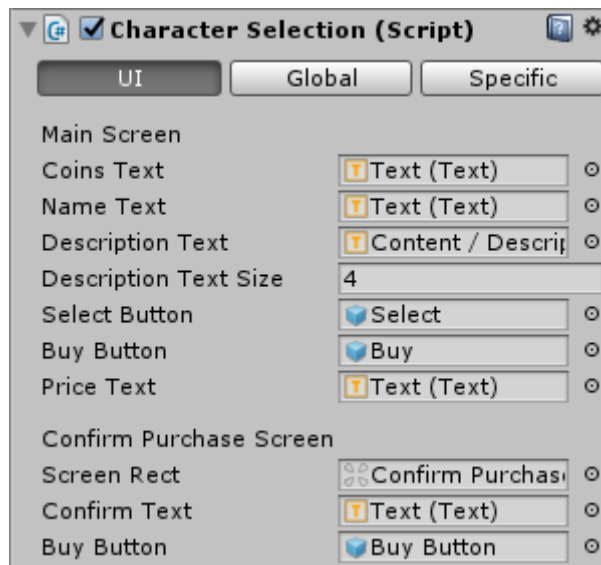 Character Selection (Script)
UI Global Specific
Main Screen
Coins Text Text (Text)
Name Text Text (Text)
Description Text Content / Descrip
Description Text Size 4
Select Button Select
Buy Button Buy
Price Text Text (Text)
Confirm Purchase Screen
Screen Rect Confirm Purchas
Confirm Text Text (Text)
Buy Button Buy Button